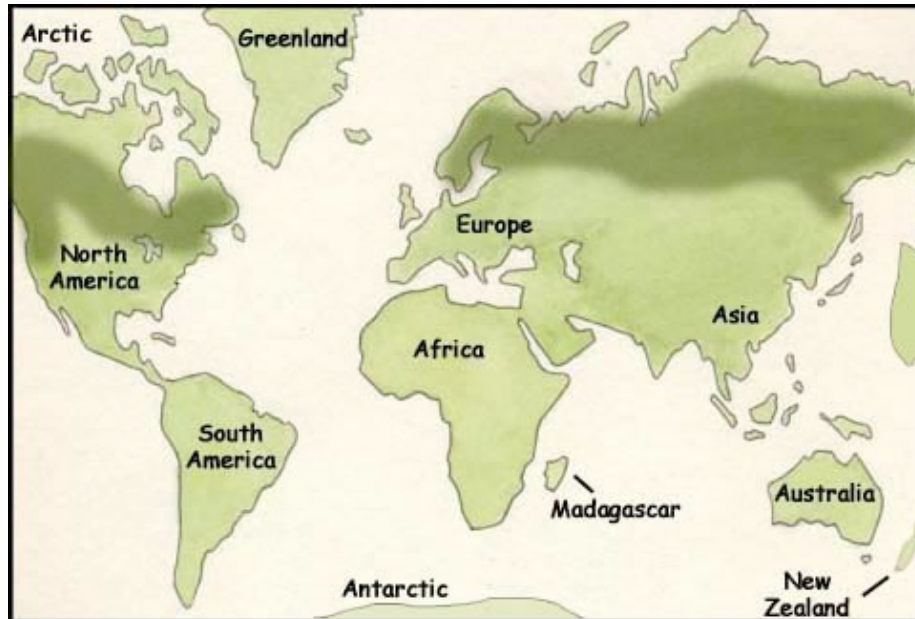 Arctic
Greenland
Europe
North
America
Asia
Africa
South
America
Australia
Madagascar
Antarctic
New
Zealand